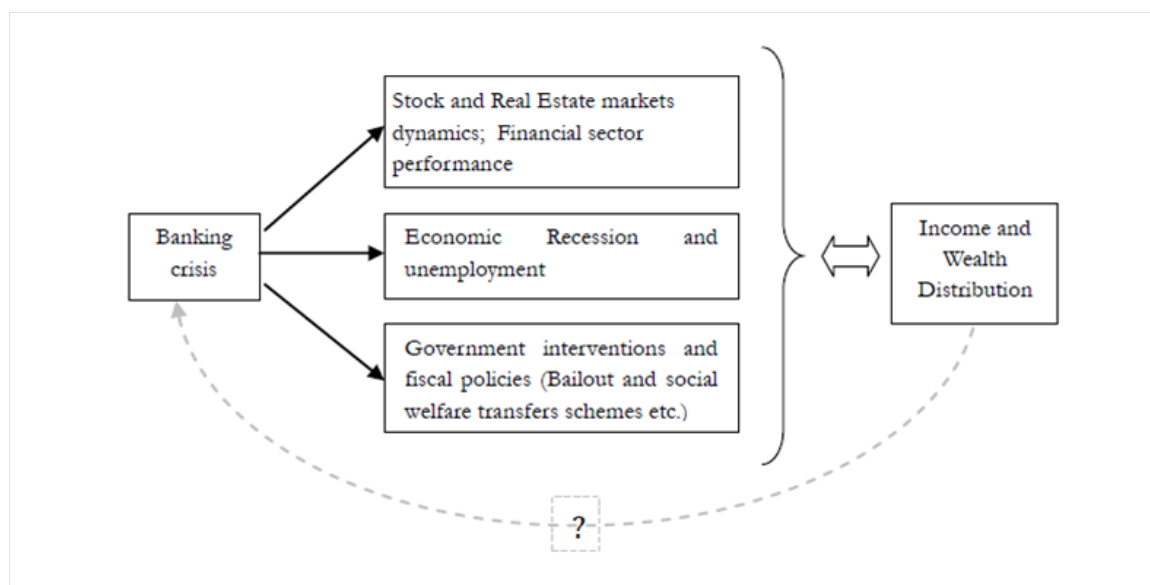 Stock and Real Estate markets
dynamics; Financial sector
performance
Banking
crisis
Economic Recession and
unemployment
Income and
Wealth
Distribution
Government interventions and
fiscal policies (Bailout and social
welfare transfers schemes etc.)
?